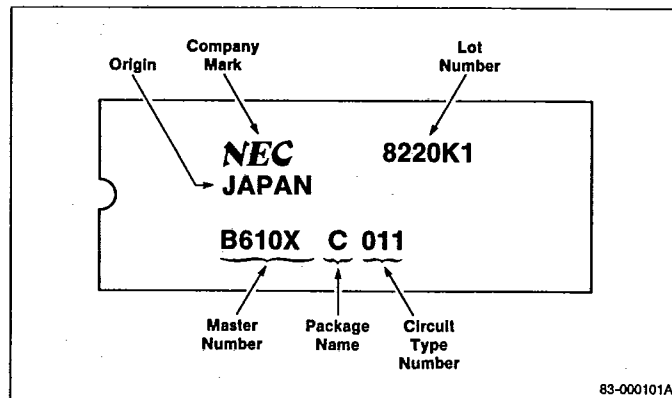 Company
Mark
Lot
Number
Origin
NEC
8220K1
JAPAN
B610X C 011
Master
Number
Package
Name
Circuit
Type
Number
83-000101A